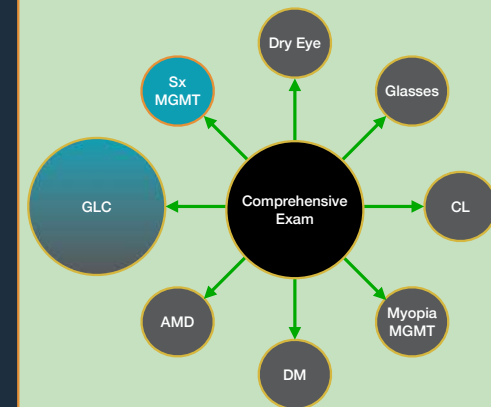 Dry Eye
Sx
MGMT
Glasses
GLC
Comprehensive
Exam
CL
AMD
Myopia
MGMT
DM